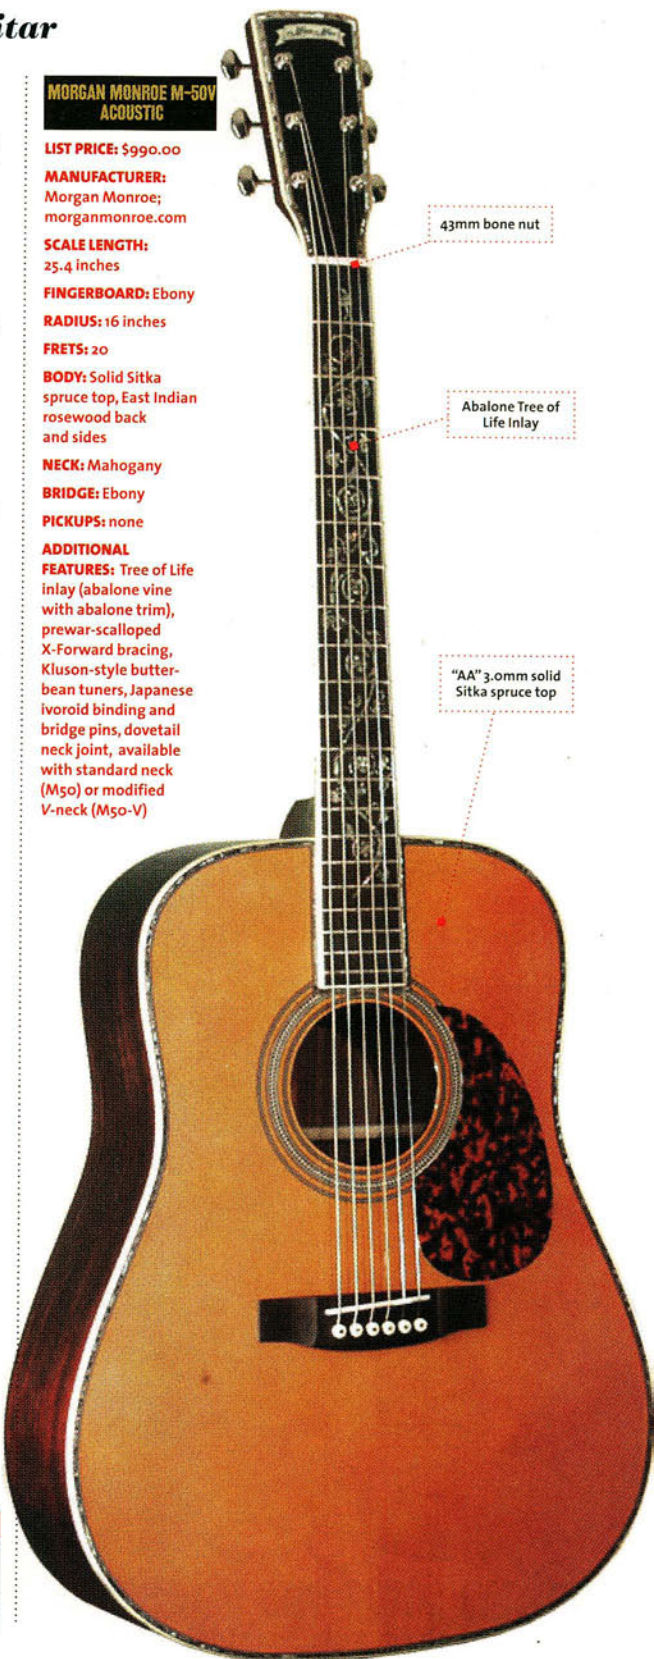 itar
MORGAN MONROE M-50V
ACOUSTIC
LIST PRICE: $990.00
MANUFACTURER:
Morgan Monroe;
morganmonroe.com
SCALE LENGTH:
25.4 inches
FINGERBOARD: Ebony
RADIUS: 16 inches
FRETS: 20
BODY: Solid Sitka
spruce top, East Indian
rosewood back
and sides
NECK: Mahogany
BRIDGE: Ebony
PICKUPS: none
ADDITIONAL
FEATURES: Tree of Life
inlay (abalone vine
with abalone trim),
prewar-scalloped
X-Forward bracing,
Kluson-style butter-
bean tuners, Japanese
ivoroid binding and
bridge pins, dovetail
neck joint, available
with standard neck
(M50) or modified
V-neck (M50-V)
43mm bone nut
Abalone Tree of
Life Inlay
"AA" 3.0mm solid
Sitka spruce top